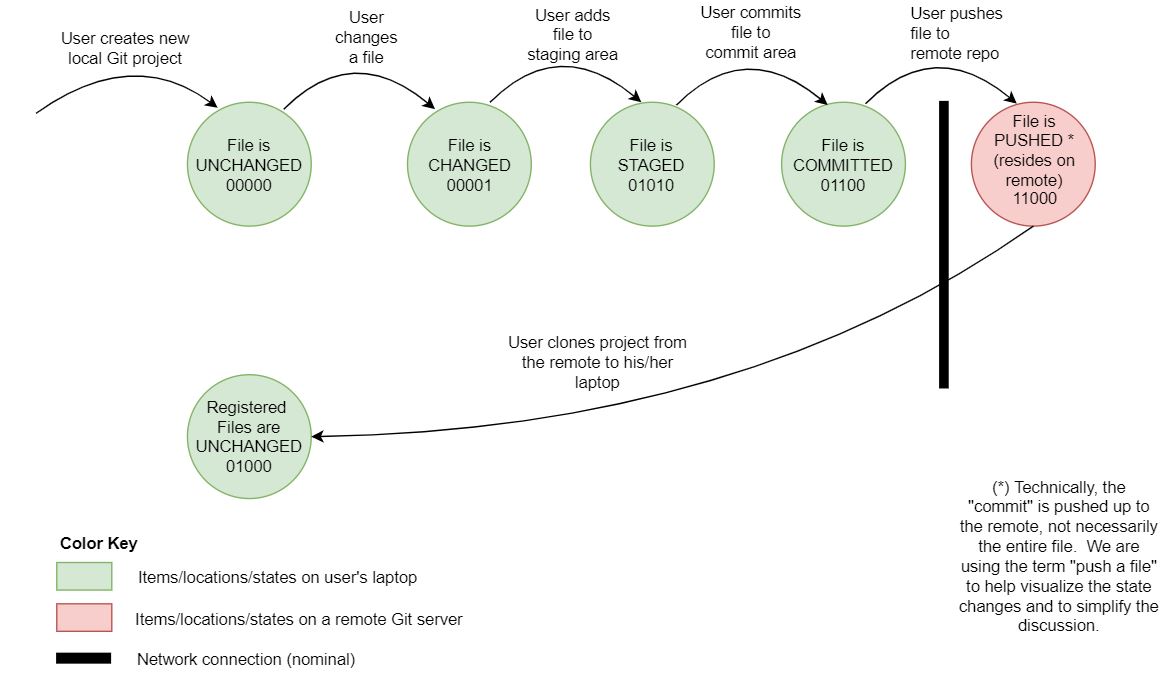 User creates new
local Git project
User
changes
a file
User adds
file to
staging area
User commits
file to
commit area
User pushes
file to
remote repo
File is
UNCHANGED
00000
File is
CHANGED
00001
File is
STAGED
01010
File is
COMMITTED
01100
File is
PUSHED *
(resides on
remote)
11000
User clones project from
the remote to his/her
laptop
Registered
Files are
UNCHANGED
01000
(*) Technically, the
"commit" is pushed up to
the remote, not necessarily
the entire file.  We are
using the term "push a file"
to help visualize the state
changes and to simplify the
discussion.
Color Key
Items/locations/states on user's laptop
Items/locations/states on a remote Git server
Network connection (nominal)